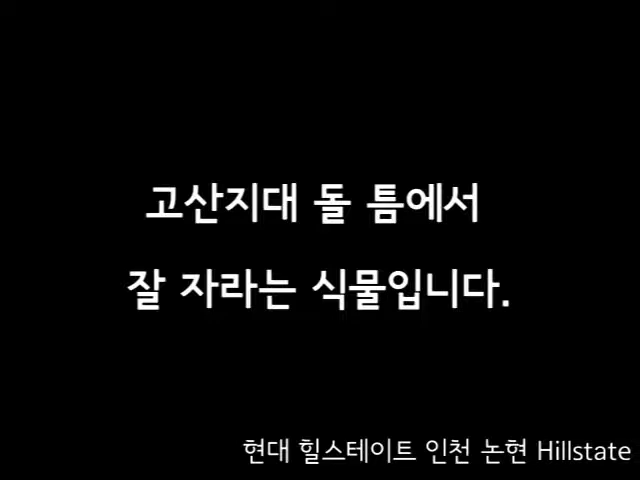 고산지대 돌 틈에서
잘 자라는 식물입니다.
현대 힐스테이트 인천 논현 Hillstate